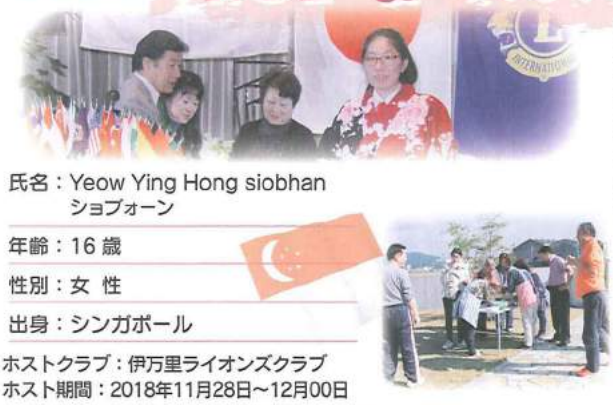 INTERNATIONAL
氏名：Yeow Ying Hong siobhan
ショブォーン
年齢：16 歳
性別：女 性
出身：シンガポール
ホストクラブ：伊万里ライオンズクラブ
ホスト期間：2018年11月28日～12月00日